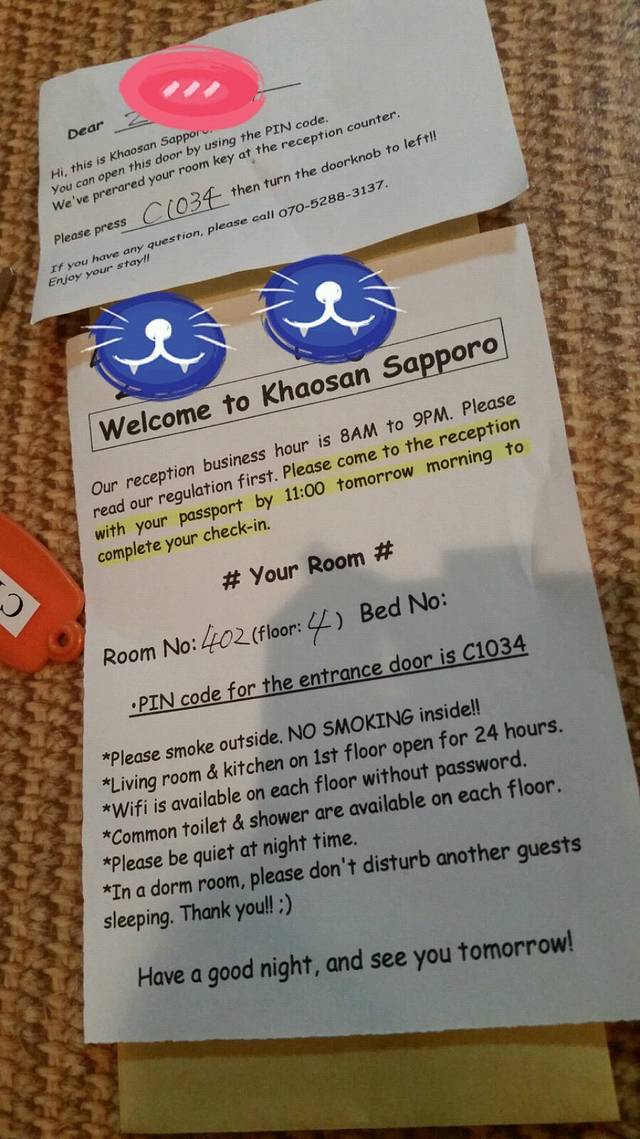 Dear
Hi, this is Khaosan
You can open this door by using the PIN code.
We've prerared your room key at the reception counter.
Please press C1034 then turn the doorknob to left!!
If you have any question, please call 070-5288-3137.
Enjoy your stay!!
Welcome to Khaosan Sapporo
Our reception business hour is 8AM to 9PM. Please
read our regulation first. Please come to the reception
with your passport by 11:00 tomorrow morning to
complete your check-in.
# Your Room #
Room No: 402 (floor: 4) Bed No:
・PIN code for the entrance door is C1034
*Please smoke outside. NO SMOKING inside!!
*Living room & kitchen on 1st floor open for 24 hours.
*Wifi is available on each floor without password.
*Common toilet & shower are available on each floor.
*Please be quiet at night time.
*In a dorm room, please don't disturb another guests
sleeping. Thank you!! ;)
Have a good night, and see you tomorrow!